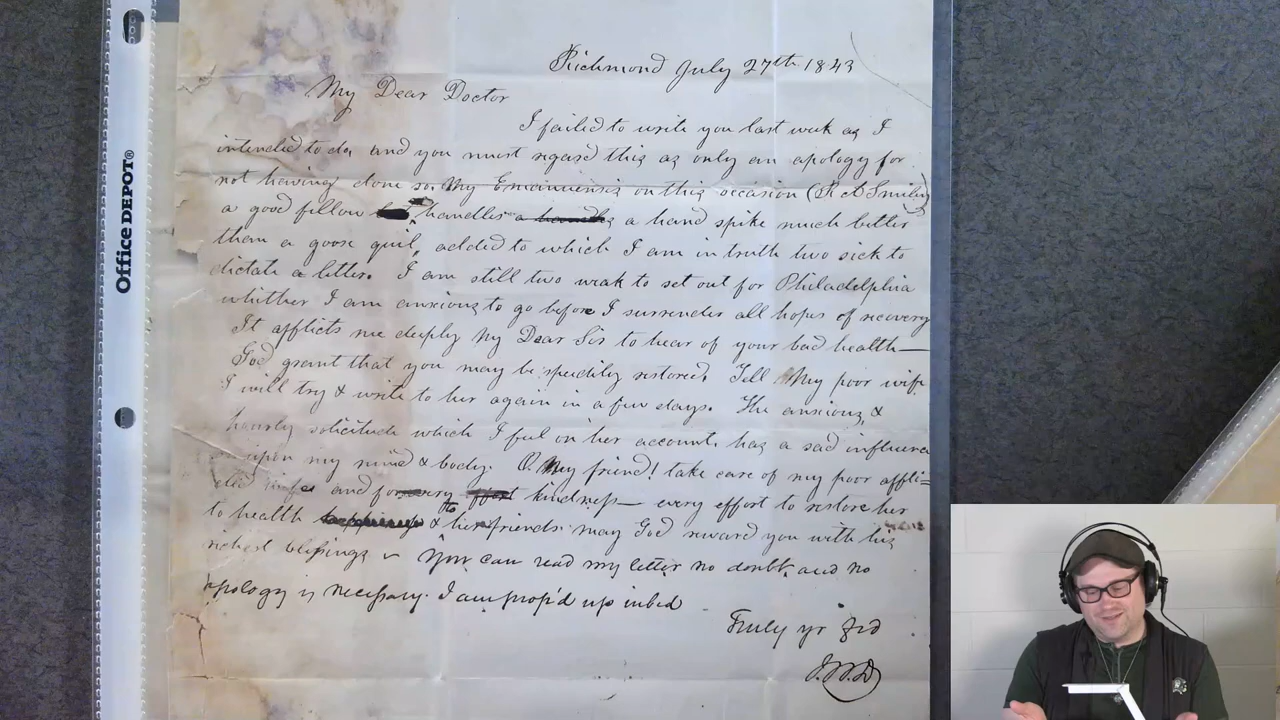 Office DEPOT®
Richmond July 27th 1843
My Dear Doctor
I failed to write you last week as I
intended to do, and you must regard this as only an apology for
not having done so. My Emanuensis on this occasion
a good fellow handles a hand spike much better
than a goose quil, added to which I am in truth two sick to
dictate a letter. I am still two weak to set out for Philadelphia
whither I am anxious to go before I surrender all hopes of recovery
It afflicts me deeply My Dear Sir to hear of your bad health—
God grant that you may be speedily restored. Tell My poor wife
I will try & write to her again in a few days. The anxious, &
hourly solicitude which I feel on her account, has a sad influence
upon my mind & body. O. My friend! take care of my poor afflic=
ted wife and for every kindness— every effort to restore her
to health & to her friends may God reward you with his
richest blessings You can read my letter no doubt, and no
apology is necessary. I am prop'd up in bed
Truly yr frd